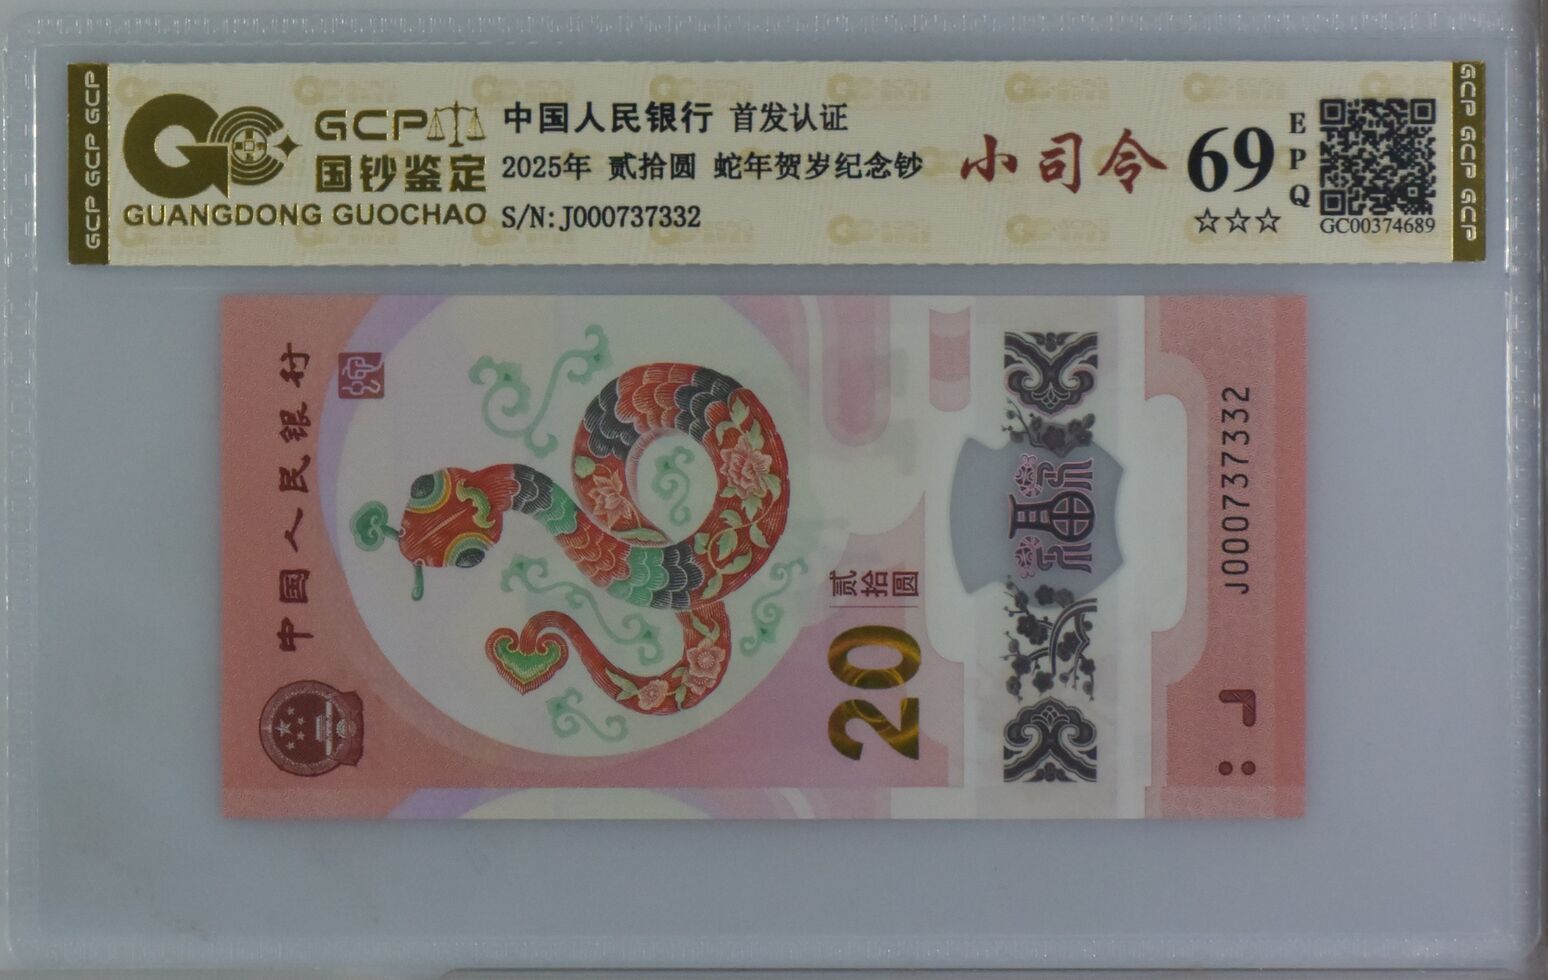 GCP GCP GCP
GCP
国钞鉴定
GUANGDONG GUOCHAO
中国人民银行 首发认证
2025年 贰拾圆 蛇年贺岁纪念钞
S/N:J000737332
小司令
69
EPQ
☆☆☆
GC00374689
GCP GCP GCP
中国人民银行
贰拾圆
20
J000737332